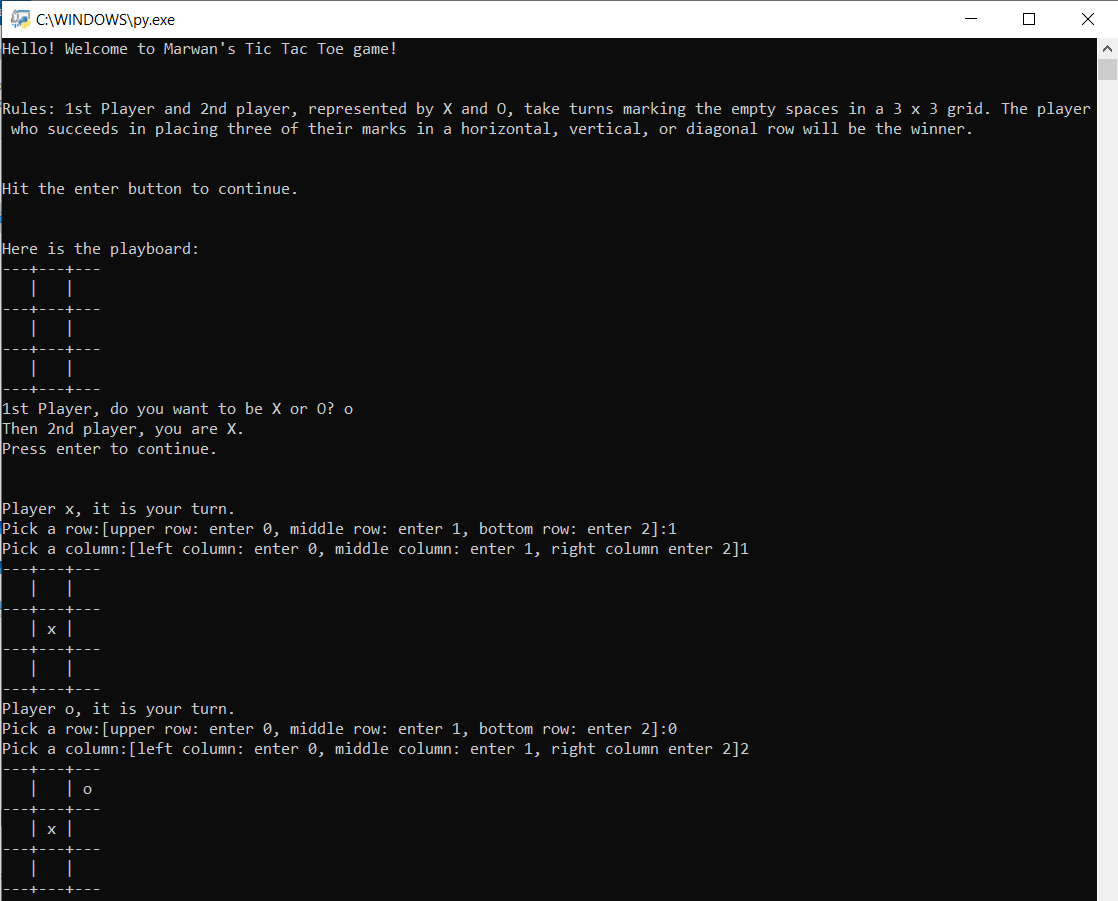 C:\WINDOWS\py.exe
Hello! Welcome to Marwan's Tic Tac Toe game!
Rules: 1st Player and 2nd player, represented by X and O, take turns marking the empty spaces in a 3 x 3 grid. The player
 who succeeds in placing three of their marks in a horizontal, vertical, or diagonal row will be the winner.
Hit the enter button to continue.
Here is the playboard:
---+---+---
   |   |
---+---+---
   |   |
---+---+---
   |   |
---+---+---
1st Player, do you want to be X or O? o
Then 2nd player, you are X.
Press enter to continue.
Player x, it is your turn.
Pick a row:[upper row: enter 0, middle row: enter 1, bottom row: enter 2]:1
Pick a column:[left column: enter 0, middle column: enter 1, right column enter 2]1
---+---+---
   |   |
---+---+---
   | x |
---+---+---
   |   |
---+---+---
Player o, it is your turn.
Pick a row:[upper row: enter 0, middle row: enter 1, bottom row: enter 2]:0
Pick a column:[left column: enter 0, middle column: enter 1, right column enter 2]2
---+---+---
   |   | o
---+---+---
   | x |
---+---+---
   |   |
---+---+---